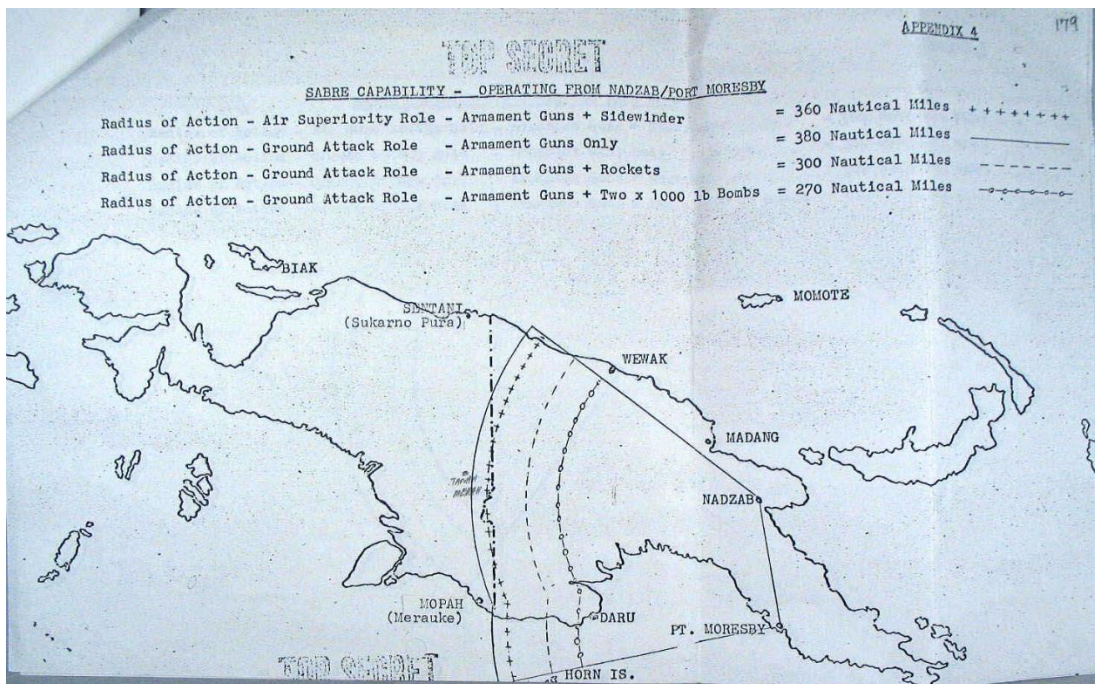 APPENDIX 4
179
TOP SECRET
SABRE CAPABILITY - OPERATING FROM NADZAB/PORT MORESBY
Radius of Action - Air Superiority Role - Armament Guns + Sidewinder = 360 Nautical Miles + + + + + + +
Radius of Action - Ground Attack Role - Armament Guns Only = 380 Nautical Miles
Radius of Action - Ground Attack Role - Armament Guns + Rockets = 300 Nautical Miles
Radius of Action - Ground Attack Role - Armament Guns + Two x 1000 lb Bombs = 270 Nautical Miles
BIAK
MOMOTE
SENTANI
(Sukarno Pura)
WEWAK
MADANG
TANAH
MERAH
NADZAB
MOPAH
(Merauke)
DARU
PT. MORESBY
TOP SECRET
HORN IS.